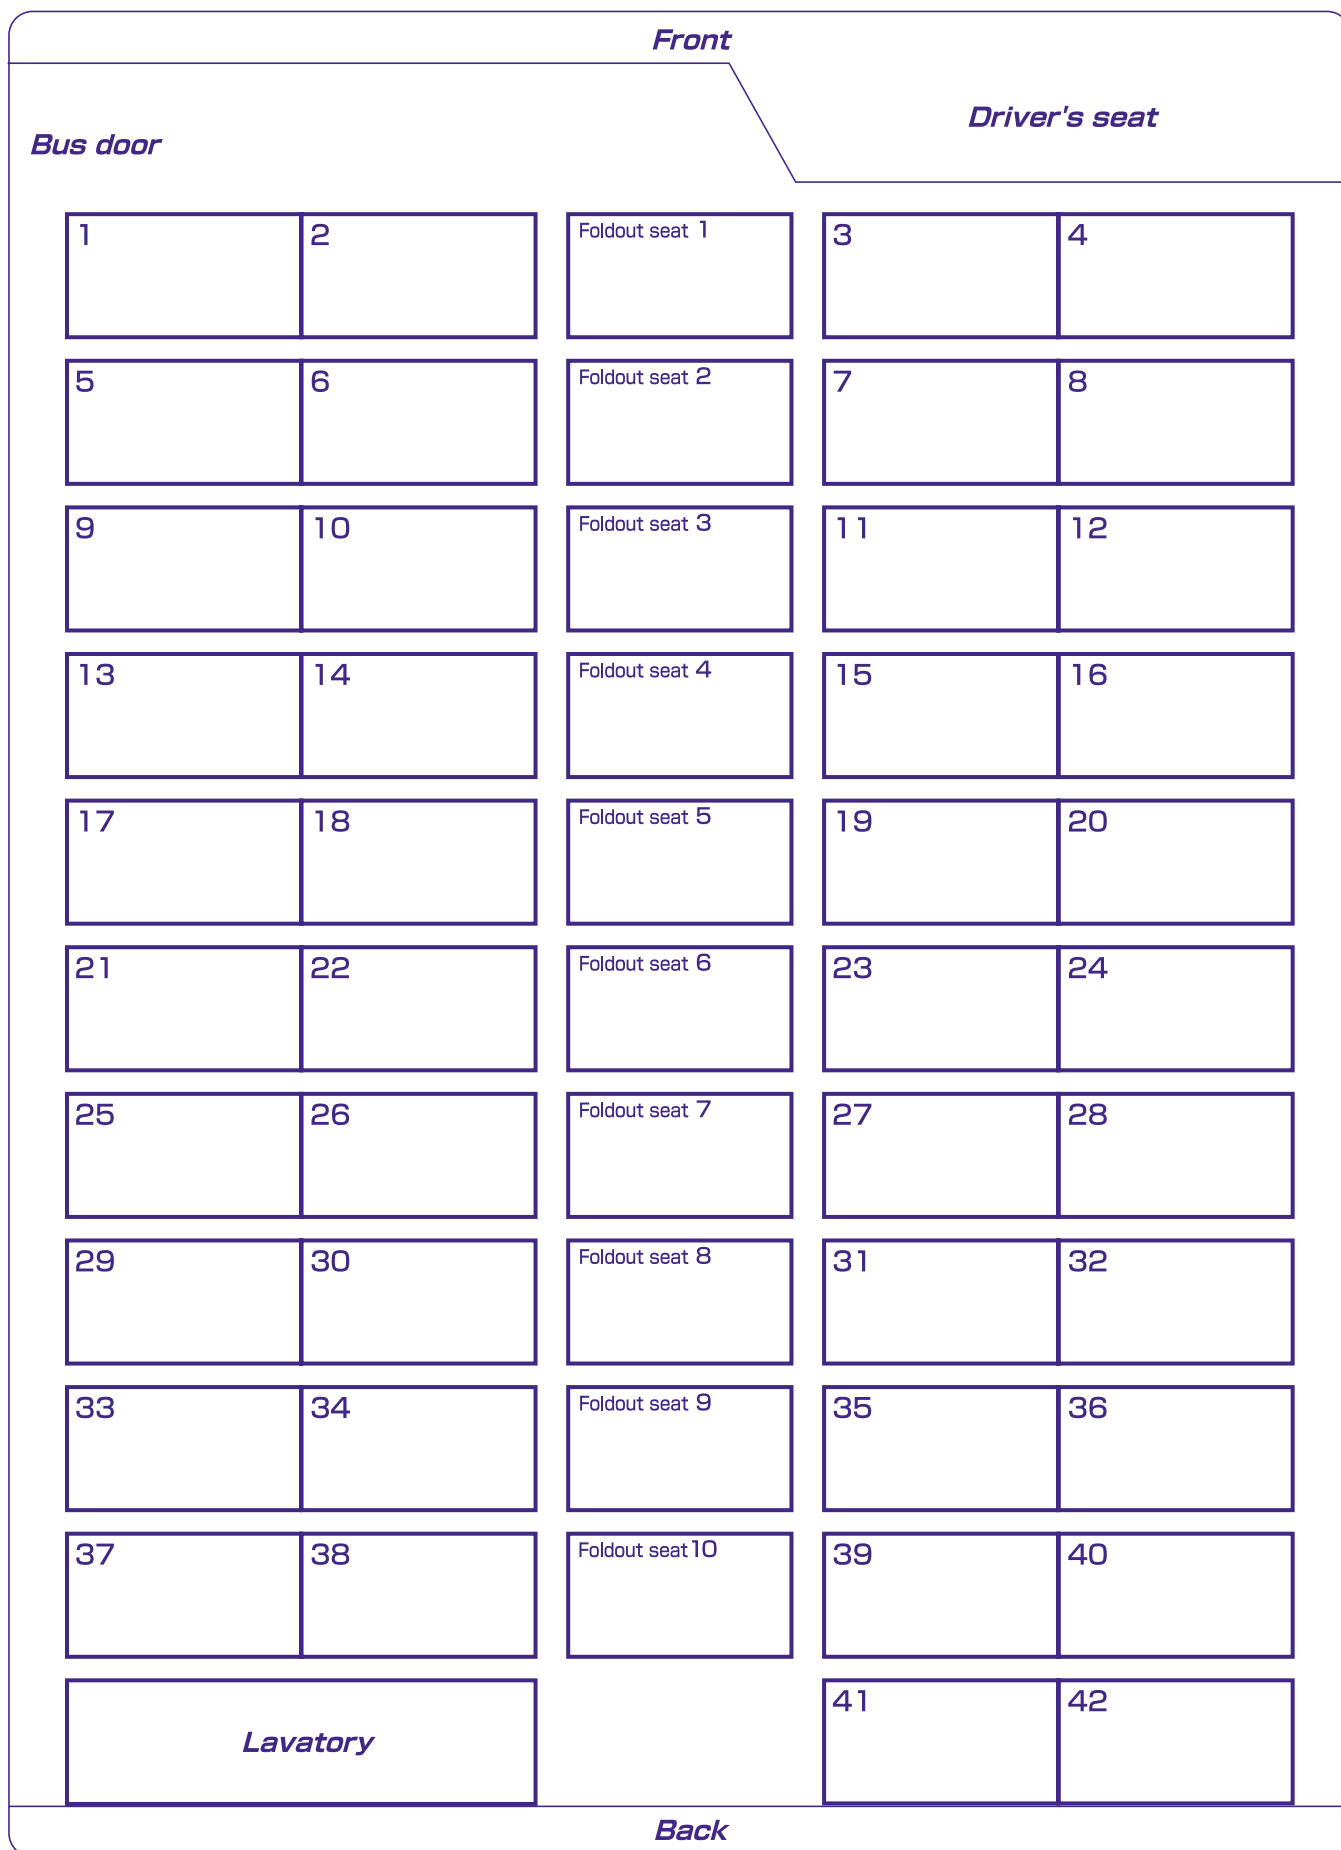 Front
Driver's seat
Bus door
1 2 Foldout seat 1 3 4
5 6 Foldout seat 2 7 8
9 10 Foldout seat 3 11 12
13 14 Foldout seat 4 15 16
17 18 Foldout seat 5 19 20
21 22 Foldout seat 6 23 24
25 26 Foldout seat 7 27 28
29 30 Foldout seat 8 31 32
33 34 Foldout seat 9 35 36
37 38 Foldout seat 10 39 40
41 42
Lavatory
Back